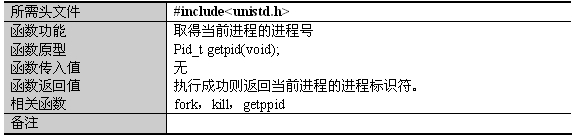 所需头文件 #include<unistd.h>
函数功能 取得当前进程的进程号
函数原型 Pid_t getpid(void);
函数传入值 无
函数返回值 执行成功则返回当前进程的进程标识符。
相关函数 fork，kill，getppid
备注